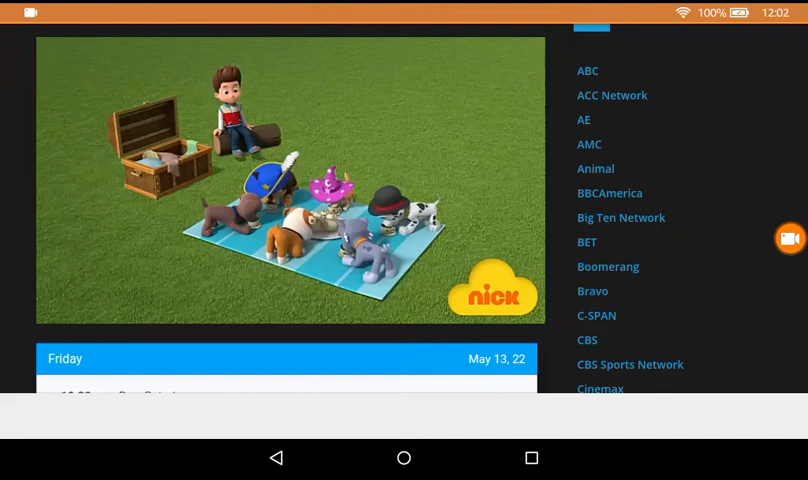 100%
12:02
ABC
ACC Network
AE
AMC
Animal
BBCAmerica
Big Ten Network
BET
Boomerang
Bravo
C-SPAN
CBS
CBS Sports Network
Cinemax
nick
Friday
May 13, 22